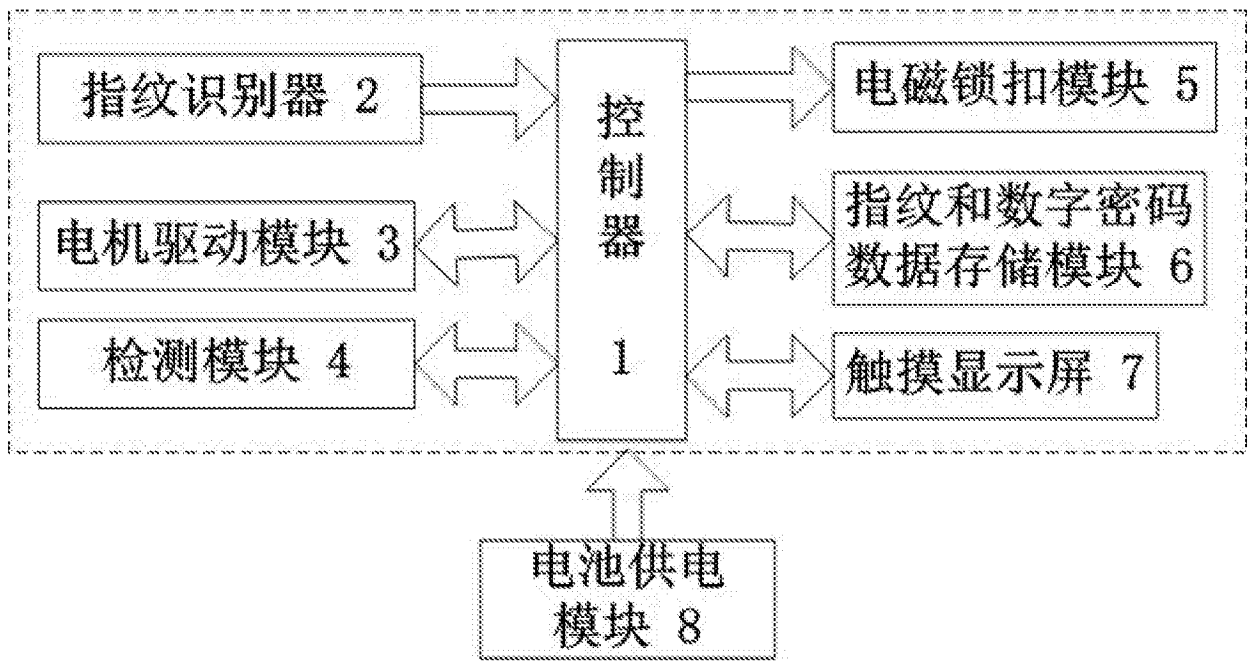 指纹识别器 2
电机驱动模块 3
检测模块 4
控
制
器
1
电磁锁扣模块 5
指纹和数字密码
数据存储模块 6
触摸显示屏 7
电池供电
模块 8